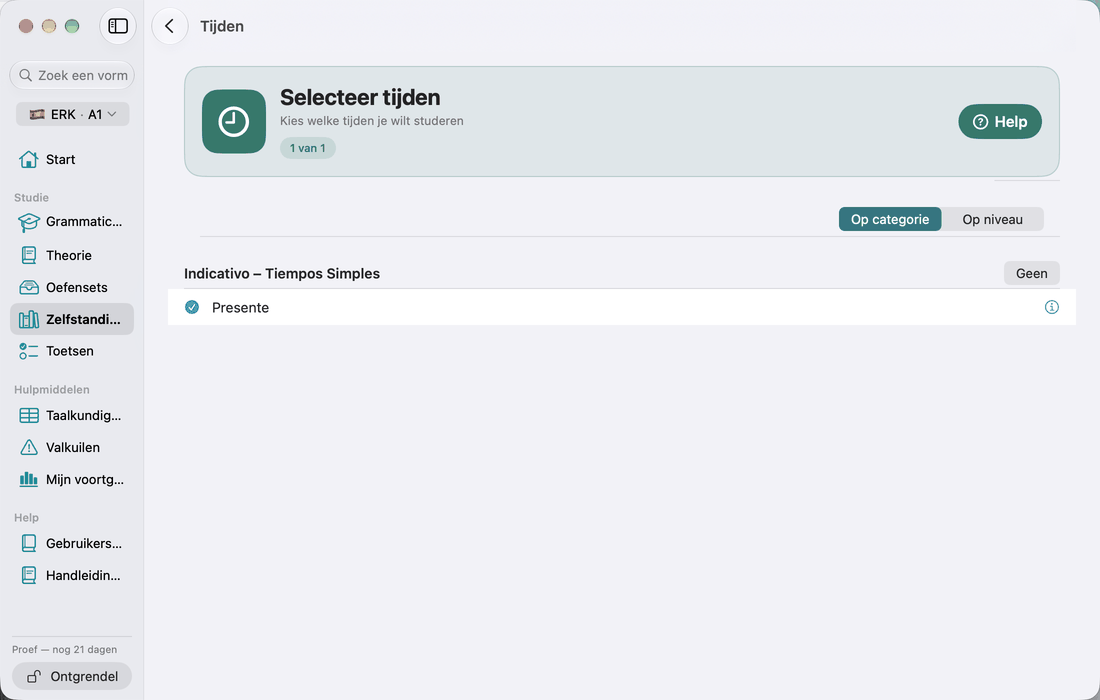 Tijden
Zoek een vorm
ERK · A1
Start
Studie
Grammatic...
Theorie
Oefensets
Zelfstandi...
Toetsen
Hulpmiddelen
Taalkundig...
Valkuilen
Mijn voortg...
Help
Gebruikers...
Handleidin...
Proef — nog 21 dagen
Ontgrendel
Selecteer tijden
Kies welke tijden je wilt studeren
1 van 1
Help
Op categorie
Op niveau
Indicativo – Tiempos Simples
Geen
Presente